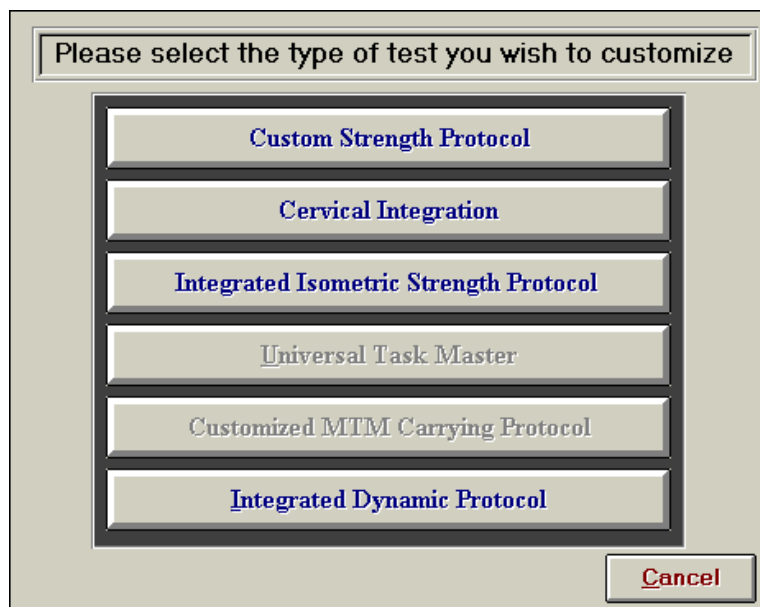 Please select the type of test you wish to customize
Custom Strength Protocol
Cervical Integration
Integrated Isometric Strength Protocol
Universal Task Master
Customized MTM Carrying Protocol
Integrated Dynamic Protocol
Cancel